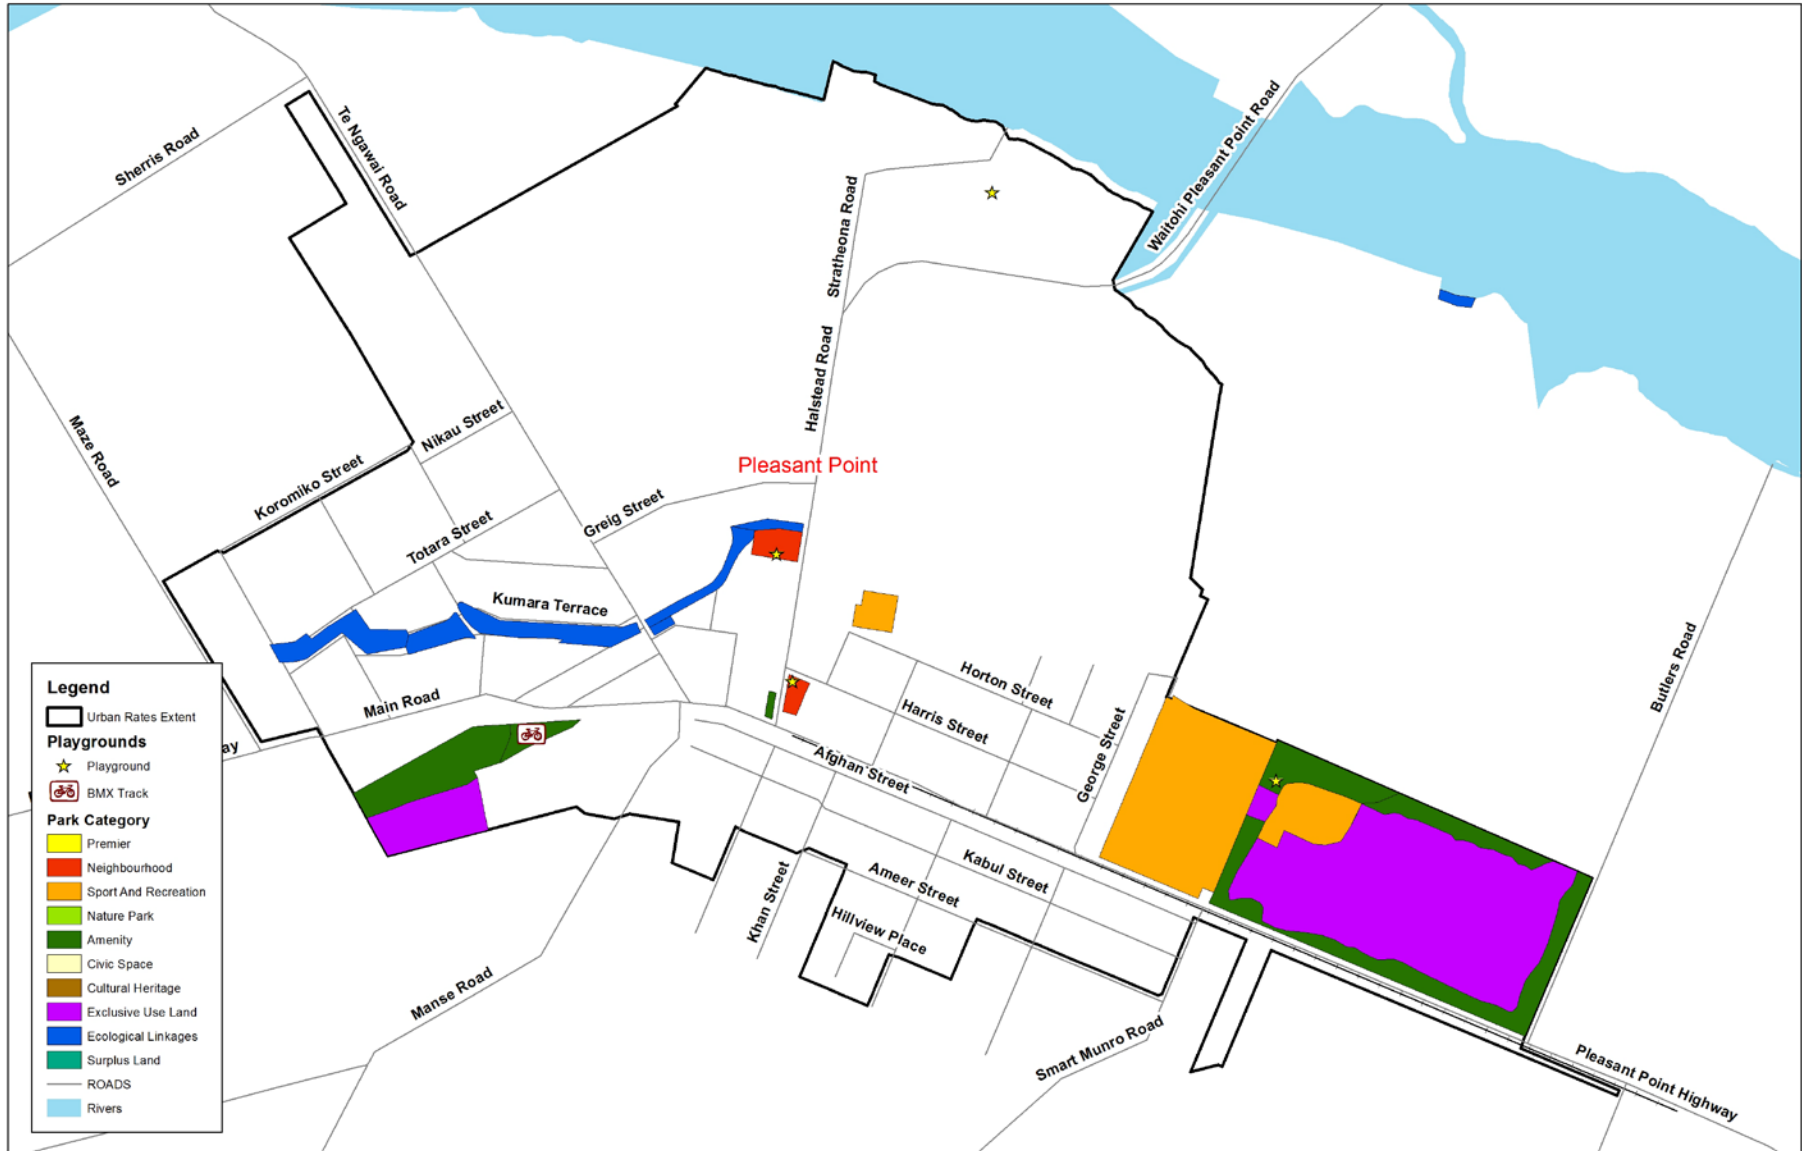 Sherris Road
Te Ngawai Road
Waitohi Pleasant Point Road
Stratheona Road
Halstead Road
Maze Road
Nikau Street
Koromiko Street
Pleasant Point
Greig Street
Totara Street
Kumara Terrace
Butlers Road
Horton Street
Main Road
Harris Street
George Street
Afghan Street
Kabul Street
Ameer Street
Khan Street
Hillview Place
Manse Road
Smart Munro Road
Pleasant Point Highway
ay
Legend
Urban Rates Extent
Playgrounds
Playground
BMX Track
Park Category
Premier
Neighbourhood
Sport And Recreation
Nature Park
Amenity
Civic Space
Cultural Heritage
Exclusive Use Land
Ecological Linkages
Surplus Land
ROADS
Rivers